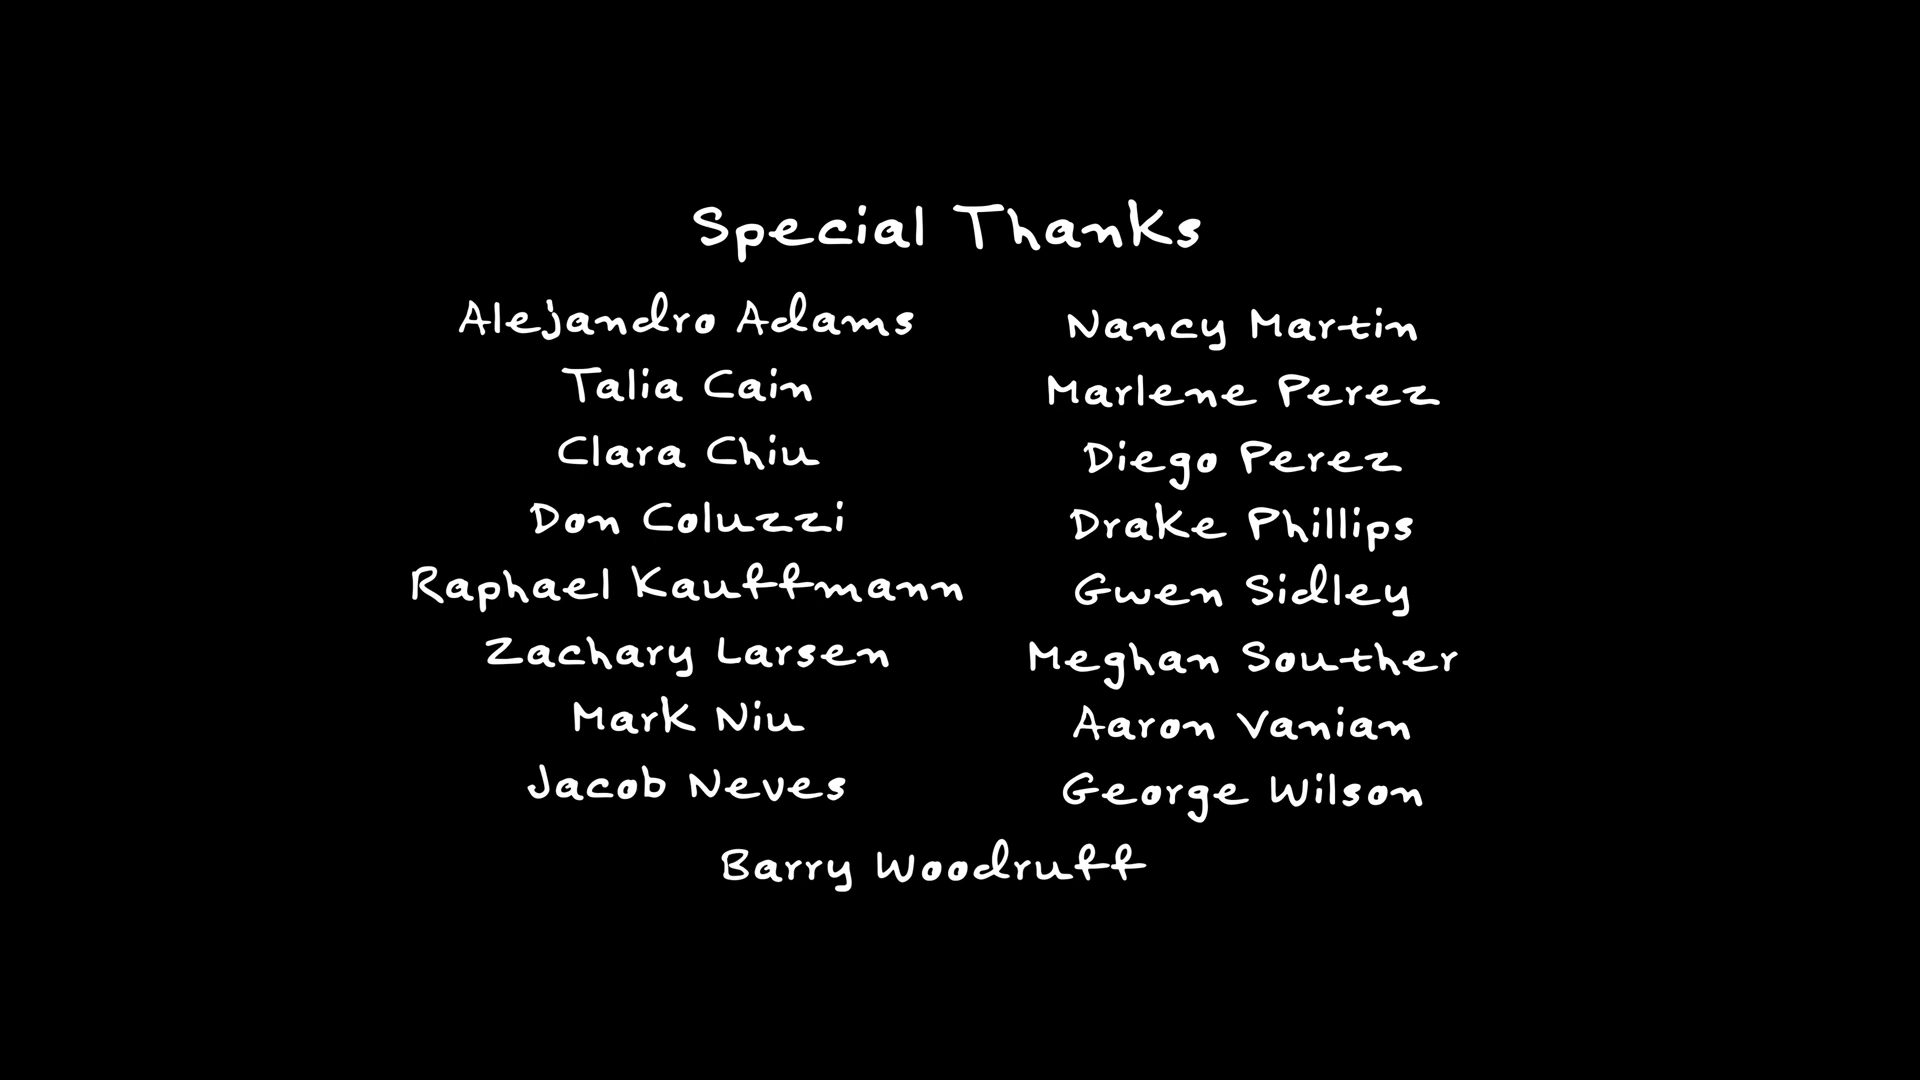 Special Thanks
Alejandro Adams
Talia Cain
Clara Chiu
Don Coluzzi
Raphael Kauffmann
Zachary Larsen
Mark Niu
Jacob Neves
Nancy Martin
Marlene Perez
Diego Perez
Drake Phillips
Gwen Sidley
Meghan Souther
Aaron Vanian
George Wilson
Barry Woodruff